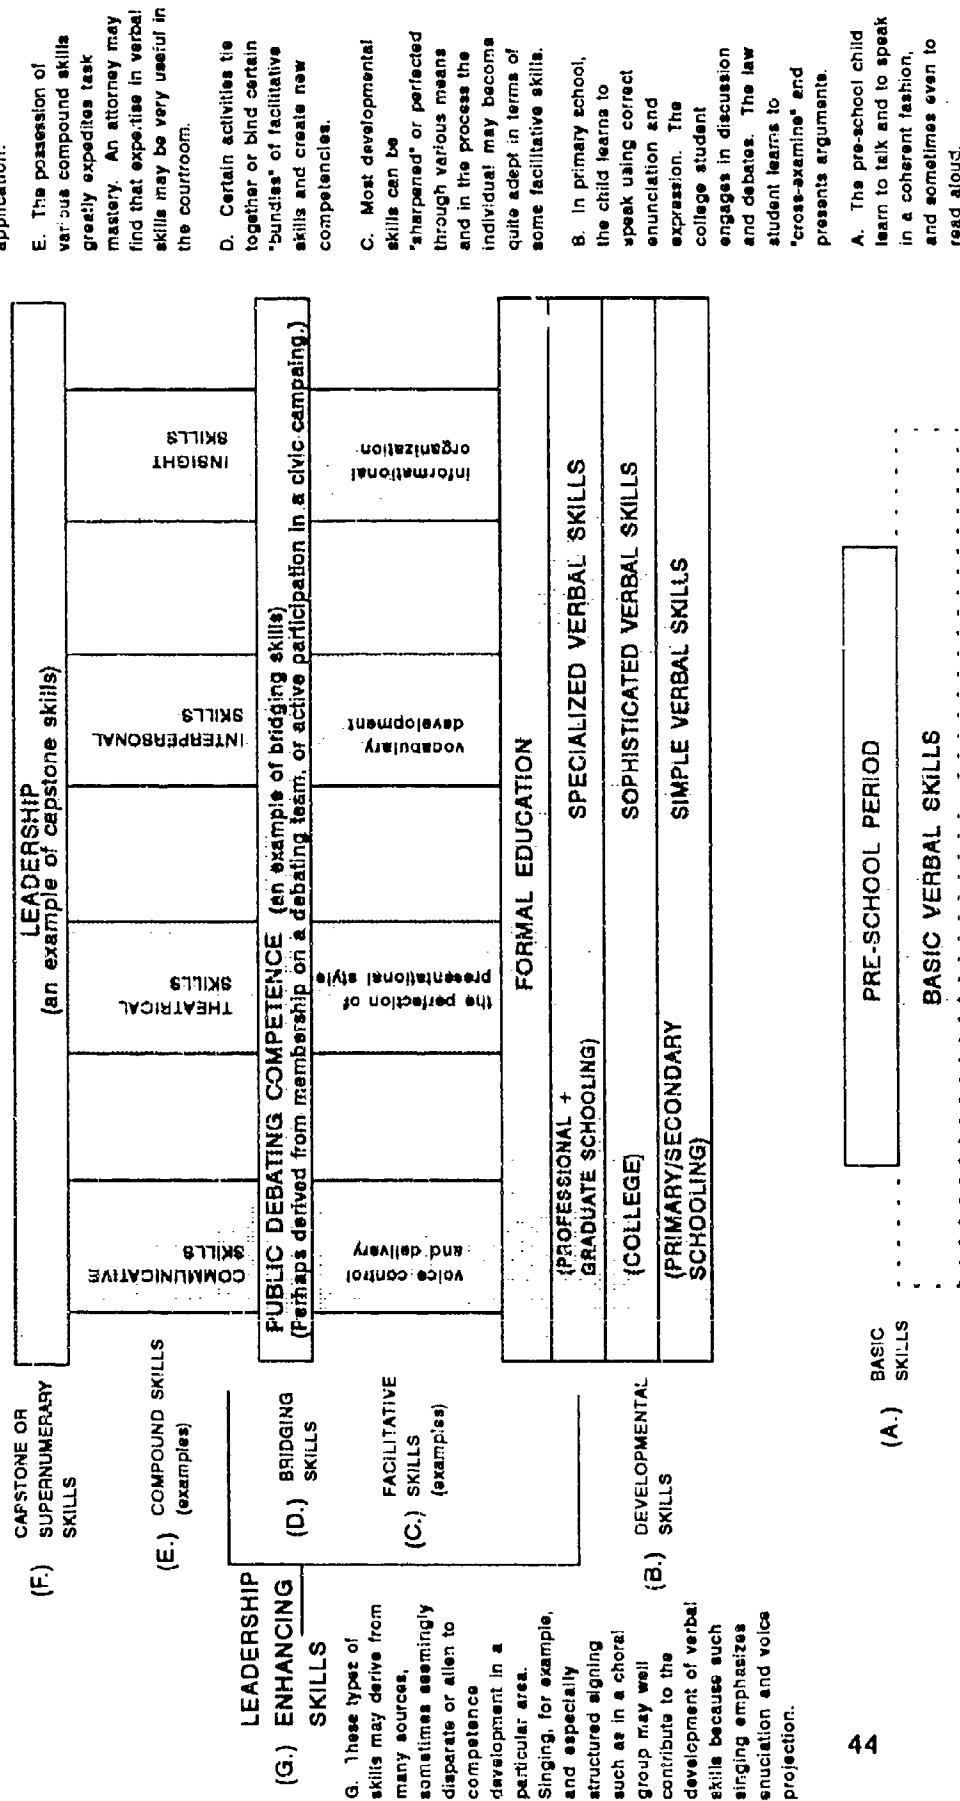 (F.) CAPSTONE OR
SUPERNUMERARY
SKILLS
LEADERSHIP
(an example of capstone skills)
(E.) COMPOUND SKILLS
(examples)
COMMUNICATIVE
SKILLS
THEATRICAL
SKILLS
INTERPERSONAL
SKILLS
INSIGHT
SKILLS
LEADERSHIP
(G.) ENHANCING
SKILLS
(D.) BRIDGING
SKILLS
PUBLIC DEBATING COMPETENCE (an example of bridging skills)
(Perhaps derived from membership on a debating team, or active participation in a civic campaing.)
FACILITATIVE
(C.) SKILLS
(examples)
voice control
and delivery
the perfection of
presentational style
vocabulary
development
informational
organization
FORMAL EDUCATION
(B.) DEVELOPMENTAL
SKILLS
(PROFESSIONAL +
GRADUATE SCHOOLING)
SPECIALIZED VERBAL SKILLS
(COLLEGE)
SOPHISTICATED VERBAL SKILLS
(PRIMARY/SECONDARY
SCHOOLING)
SIMPLE VERBAL SKILLS
(A.) BASIC
SKILLS
PRE-SCHOOL PERIOD
BASIC VERBAL SKILLS
G. These types of
skills may derive from
many sources,
sometimes seemingly
disparate or alien to
competence
development in a
particular area.
Singing, for example,
and especially
structured signing
such as in a choral
group may well
contribute to the
development of verbal
skills because such
singing emphasizes
enuciation and voice
projection.
application.
E. The possession of
various compound skills
greatly expedites task
mastery. An attorney may
find that expertise in verbal
skills may be very useful in
the courtroom.
D. Certain activities tie
together or bind certain
"bundles" of facilitative
skills and create new
competencies.
C. Most developmental
skills can be
"sharpened" or perfected
through various means
and in the process the
individual may become
quite adept in terms of
some facilitative skills.
B. In primary school,
the child learns to
speak using correct
enunciation and
expression. The
college student
engages in discussion
and debates. The law
student learns to
"cross-examine" and
presents arguments.
A. The pre-school child
learn to talk and to speak
in a coherent fashion,
and sometimes even to
read aloud.
44